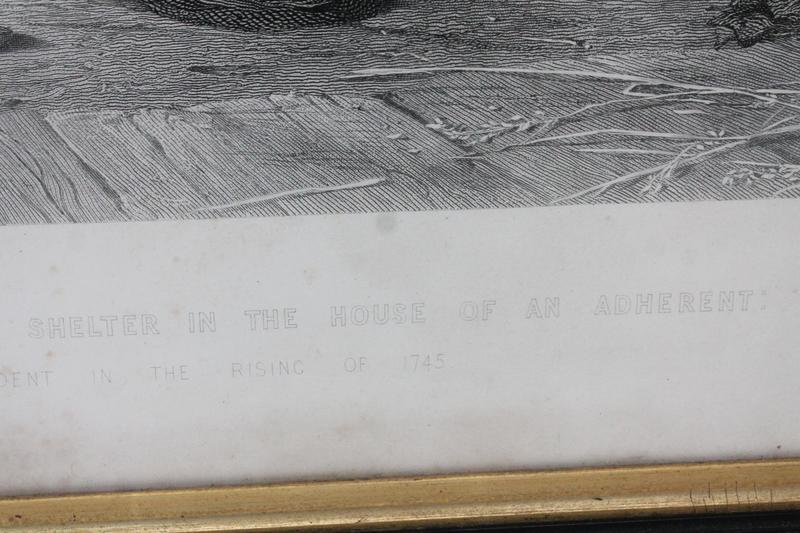 SHELTER IN THE HOUSE OF AN ADHERENT:
DENT IN THE RISING OF 1745